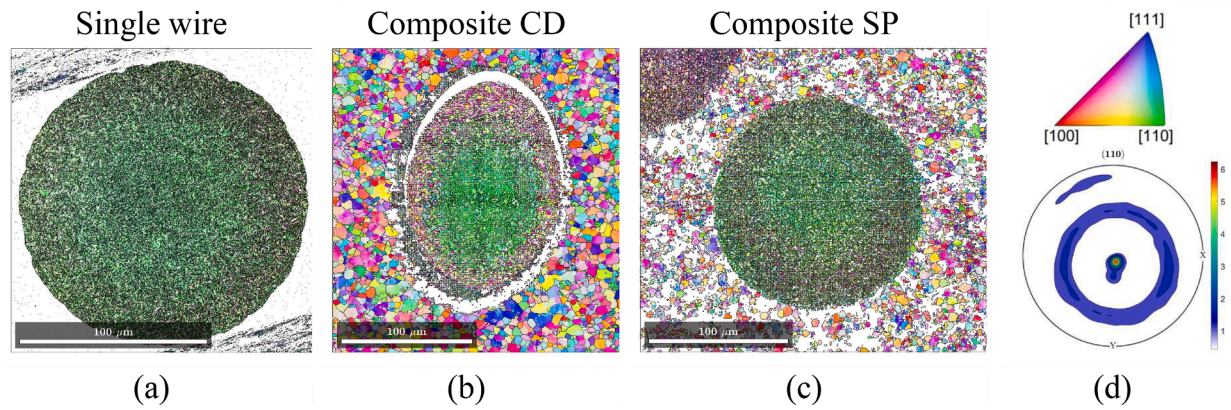 Single wire
Composite CD
Composite SP
100 μm
100 μm
100 μm
[111]
[100]
[110]
(110)
X
Y
6
5
4
3
2
1
(a)
(b)
(c)
(d)